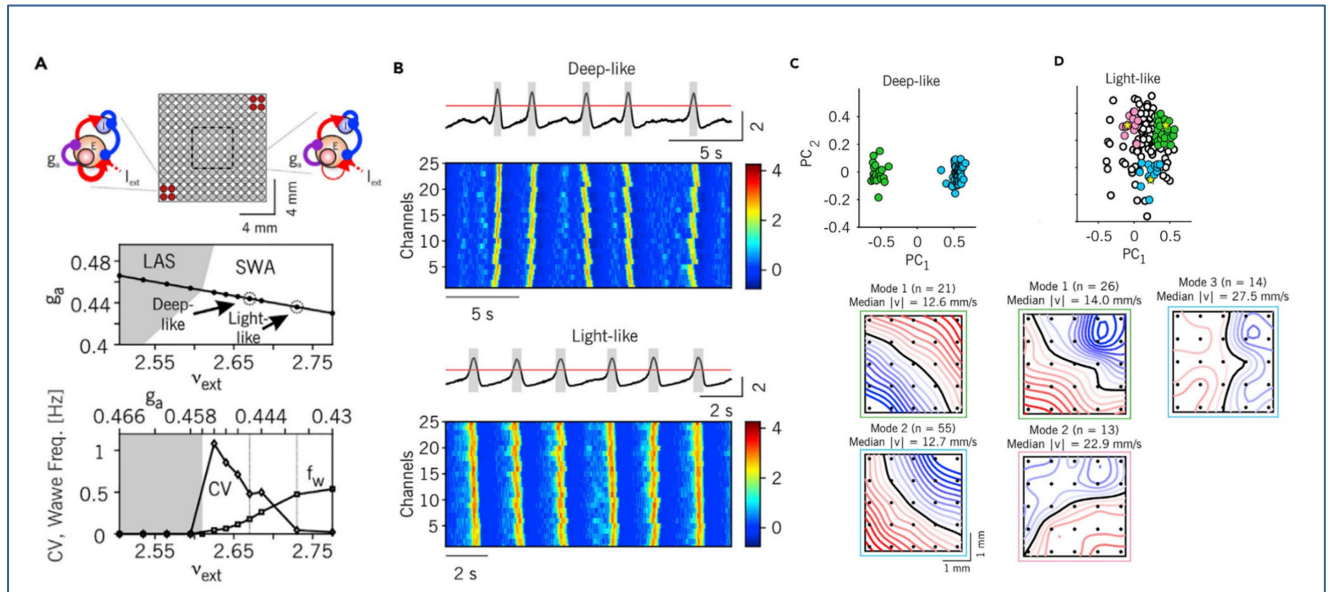 A
E
I
g_a
I_ext
E
I
g_a
I_ext
4 mm
4 mm
LAS
SWA
Deep-
like
Light-
like
g_a
0.48
0.44
0.4
2.55
2.65
2.75
ν_ext
g_a
0.466
0.458
0.444
0.43
CV, Wawe Freq. [Hz]
1
0.5
0
CV
f_w
2.55
2.65
2.75
ν_ext
B
Deep-like
2
5 s
Channels
25
20
15
10
5
4
2
0
5 s
Light-like
2
2 s
Channels
25
20
15
10
5
4
2
0
2 s
C
Deep-like
PC_2
0.4
0.2
0
-0.2
-0.4
-0.5
0
0.5
PC_1
Mode 1 (n = 21)
Median |v| = 12.6 mm/s
Mode 2 (n = 55)
Median |v| = 12.7 mm/s
1 mm
1 mm
D
Light-like
-0.5
0
0.5
PC_1
Mode 1 (n = 26)
Median |v| = 14.0 mm/s
Mode 3 (n = 14)
Median |v| = 27.5 mm/s
Mode 2 (n = 13)
Median |v| = 22.9 mm/s